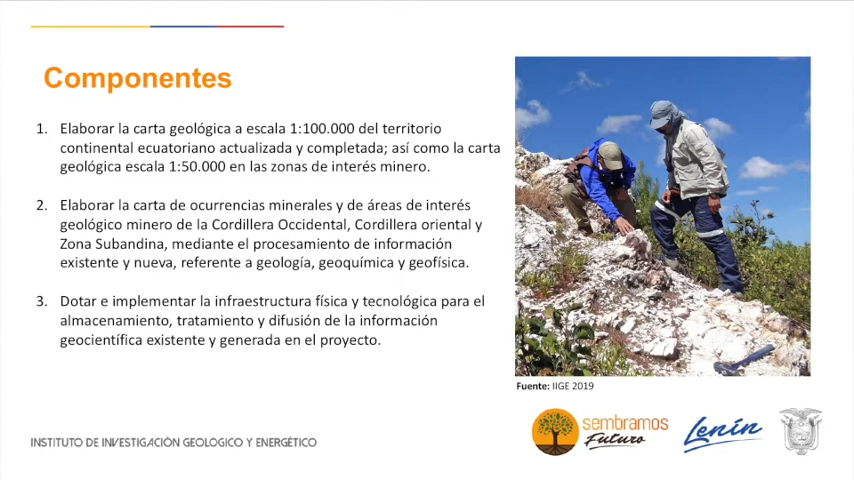 Componentes
1. Elaborar la carta geológica a escala 1:100.000 del territorio
continental ecuatoriano actualizada y completada; así como la carta
geológica escala 1:50.000 en las zonas de interés minero.
2. Elaborar la carta de ocurrencias minerales y de áreas de interés
geológico minero de la Cordillera Occidental, Cordillera oriental y
Zona Subandina, mediante el procesamiento de información
existente y nueva, referente a geología, geoquímica y geofísica.
3. Dotar e implementar la infraestructura física y tecnológica para el
almacenamiento, tratamiento y difusión de la información
geocientífica existente y generada en el proyecto.
Fuente: IIGE 2019
INSTITUTO DE INVESTIGACIÓN GEOLÓGICO Y ENERGÉTICO
sembramos
Futuro
Lenín